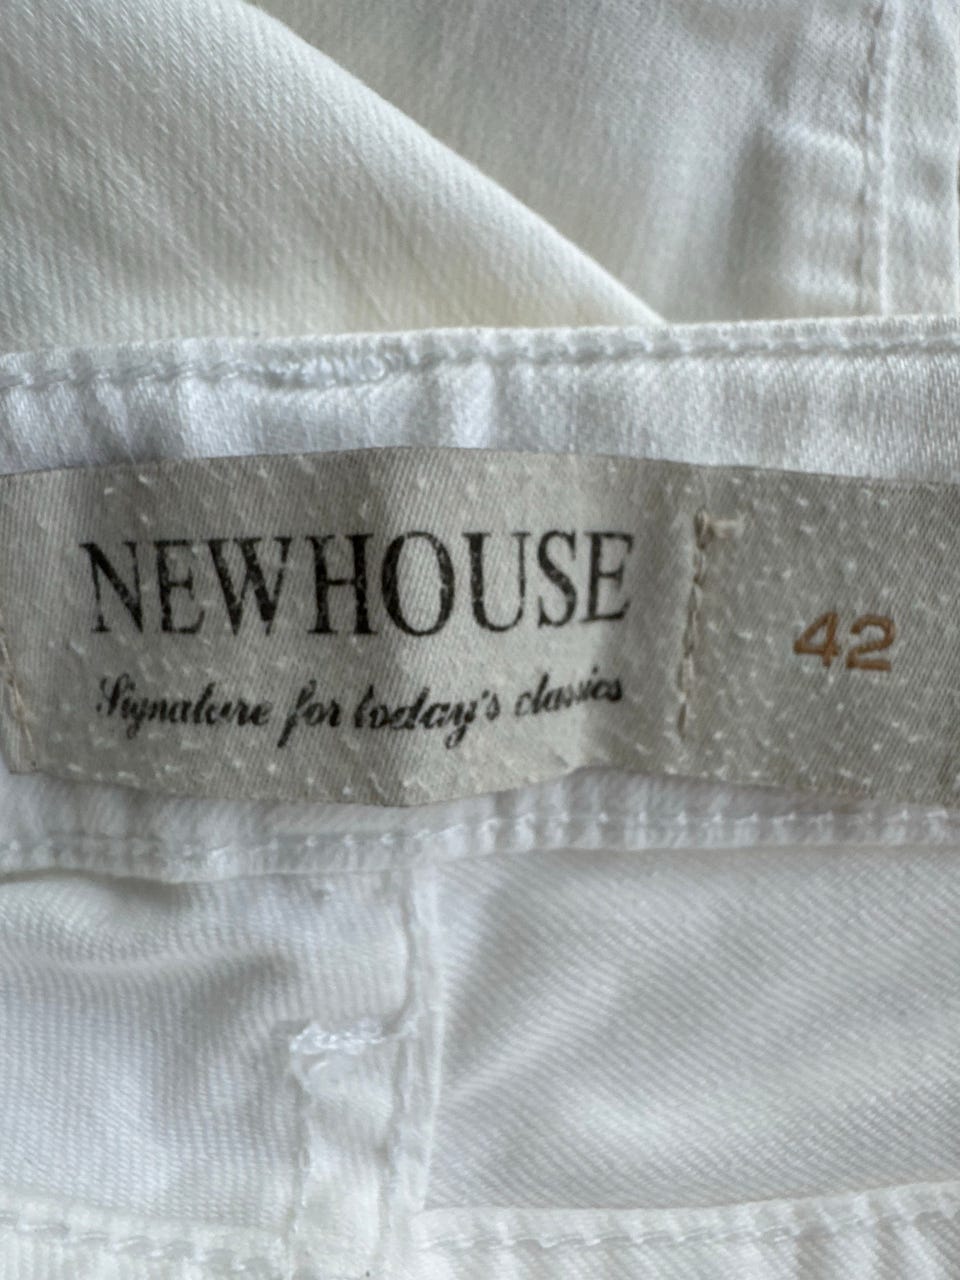 NEWHOUSE
Signature for today's classics
42